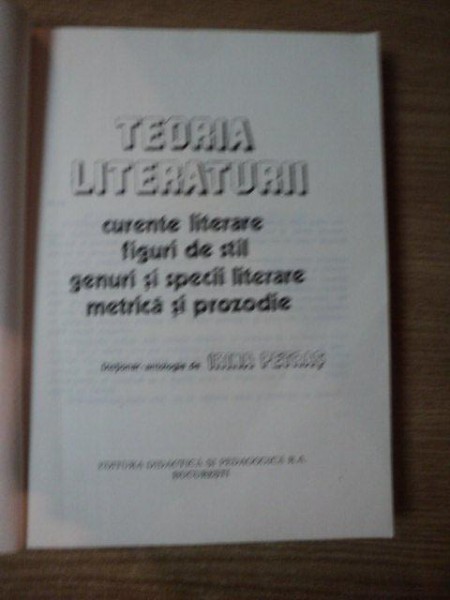 TEORIA
LITERATURII
curente literare
figuri de stil
genuri și specii literare
metrică și prozodie
Dicționar-antologie de IRINA PETRAȘ
EDITURA DIDACTICĂ ȘI PEDAGOGICĂ R.A.
BUCUREȘTI